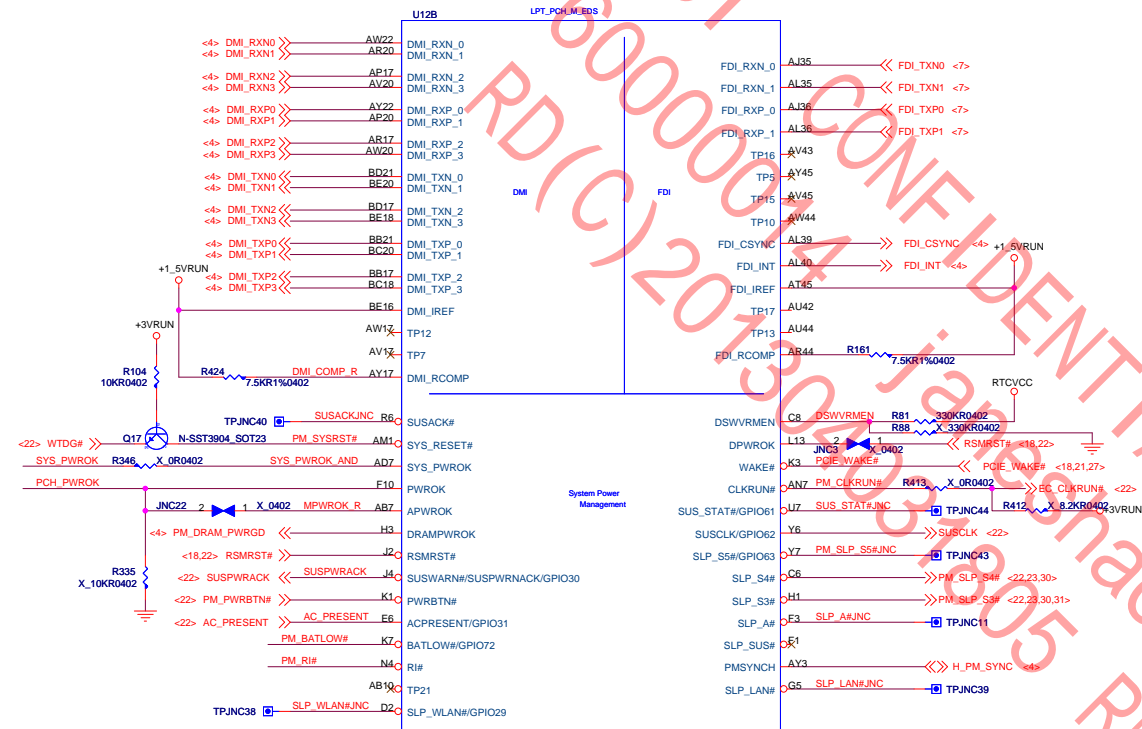 U12B
LPT_PCH_M_EDS
<4> DMI_RXN0 AW22 DMI_RXN_0
<4> DMI_RXN1 AR20 DMI_RXN_1
<4> DMI_RXN2 AP17 DMI_RXN_2
<4> DMI_RXN3 AV20 DMI_RXN_3
<4> DMI_RXP0 AY22 DMI_RXP_0
<4> DMI_RXP1 AP20 DMI_RXP_1
<4> DMI_RXP2 AR17 DMI_RXP_2
<4> DMI_RXP3 AW20 DMI_RXP_3
<4> DMI_TXN0 BD21 DMI_TXN_0
<4> DMI_TXN1 BE20 DMI_TXN_1
<4> DMI_TXN2 BD17 DMI_TXN_2
<4> DMI_TXN3 BE18 DMI_TXN_3
<4> DMI_TXP0 BB21 DMI_TXP_0
<4> DMI_TXP1 BC20 DMI_TXP_1
<4> DMI_TXP2 BB17 DMI_TXP_2
<4> DMI_TXP3 BC18 DMI_TXP_3
+1_5VRUN
BE16 DMI_IREF
AW17 TP12
+3VRUN
AV17 TP7
R104
10KR0402
R424 7.5KR1%0402 DMI_COMP_R AY17 DMI_RCOMP
TPJNC40 SUSACKJNC R6 SUSACK#
<22> WTDG# Q17 N-SST3904_SOT23 PM_SYSRST# AM1 SYS_RESET#
SYS_PWROK R346 X_0R0402 SYS_PWROK_AND AD7 SYS_PWROK
PCH_PWROK F10 PWROK
JNC22 2 1 X_0402 MPWROK_R AB7 APWROK
<4> PM_DRAM_PWRGD H3 DRAMPWROK
<18,22> RSMRST# J2 RSMRST#
R335
X_10KR0402
<22> SUSPWRACK SUSPWRACK J4 SUSWARN#/SUSPWRNACK/GPIO30
<22> PM_PWRBTN# K1 PWRBTN#
<22> AC_PRESENT AC_PRESENT E6 ACPRESENT/GPIO31
PM_BATLOW# K7 BATLOW#/GPIO72
PM_RI# N4 RI#
AB10 TP21
TPJNC38 SLP_WLAN#JNC D2 SLP_WLAN#/GPIO29
DMI
FDI
System Power
Management
FDI_RXN_0 AJ35 FDI_TXN0 <7>
FDI_RXN_1 AL35 FDI_TXN1 <7>
FDI_RXP_0 AJ36 FDI_TXP0 <7>
FDI_RXP_1 AL36 FDI_TXP1 <7>
TP16 AV43
TP5 AY45
TP15 AV45
TP10 AW44
FDI_CSYNC AL39 FDI_CSYNC <4>
+1_5VRUN
FDI_INT AL40 FDI_INT <4>
FDI_IREF AT45
TP17 AU42
TP13 AU44
FDI_RCOMP AR44 R161 7.5KR1%0402
RTCVCC
DSWVRMEN C8 DSWVRMEN R81 330KR0402
R88 X_330KR0402
DPWROK L13 JNC3 2 1 X_0402 RSMRST# <18,22>
WAKE# K3 PCIE_WAKE# PCIE_WAKE# <18,21,27>
CLKRUN# AN7 PM_CLKRUN# R413 X_0R0402 EC_CLKRUN# <22>
R412 X_8.2KR0402 +3VRUN
SUS_STAT#/GPIO61 U7 SUS_STAT#JNC TPJNC44
SUSCLK/GPIO62 Y6 SUSCLK <22>
SLP_S5#/GPIO63 Y7 PM_SLP_S5#JNC TPJNC43
SLP_S4# C6 PM_SLP_S4# <22,23,30>
SLP_S3# H1 PM_SLP_S3# <22,23,30,31>
SLP_A# F3 SLP_A#JNC TPJNC11
SLP_SUS# F1
PMSYNCH AY3 H_PM_SYNC <4>
SLP_LAN# G5 SLP_LAN#JNC TPJNC39